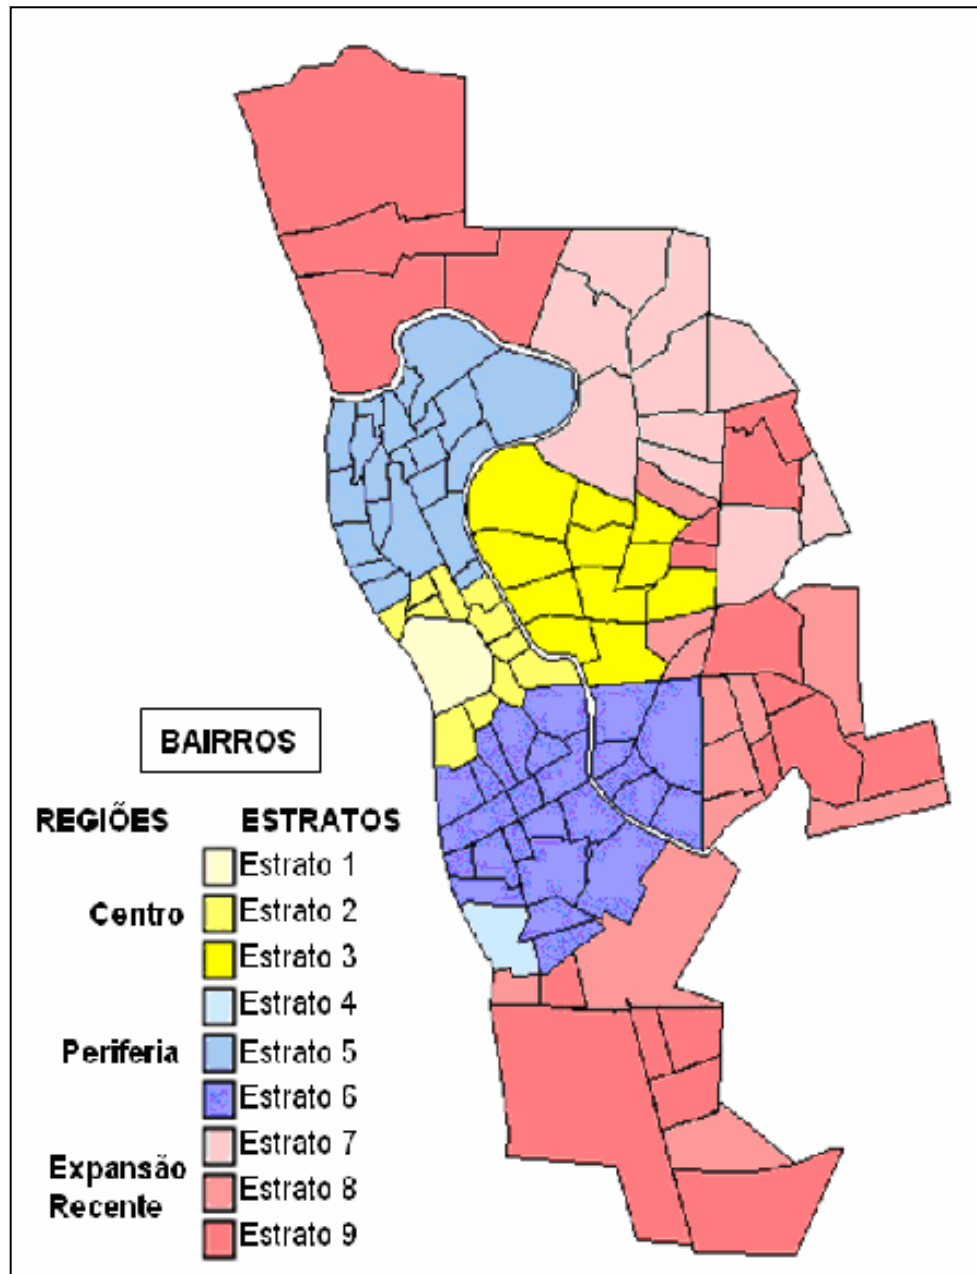 BAIRROS
REGIÕES ESTRATOS
Estrato 1
Centro Estrato 2
Estrato 3
Estrato 4
Periferia Estrato 5
Estrato 6
Estrato 7
Expansão Recente Estrato 8
Estrato 9